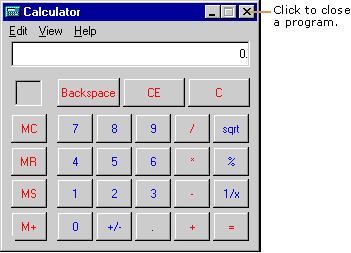 Calculator
Click to close
a program.
Edit View Help
0.
Backspace CE C
MC 7 8 9 / sqrt
MR 4 5 6 * %
MS 1 2 3 - 1/x
M+ 0 +/- . + =